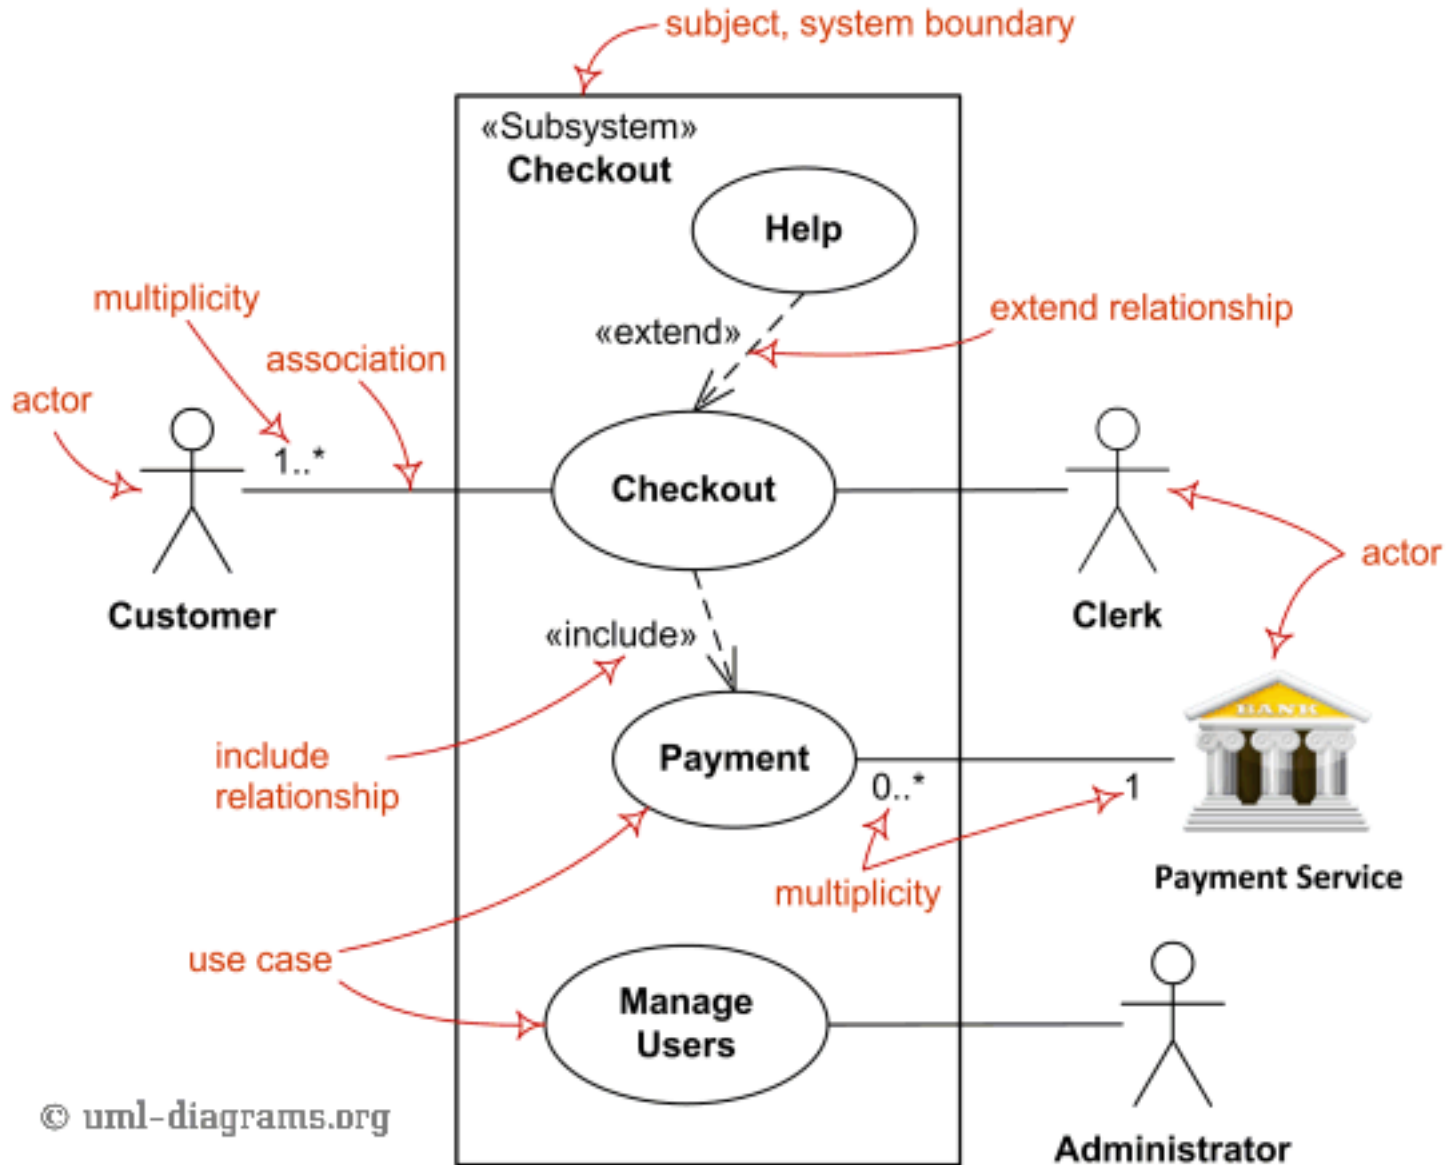 subject, system boundary
«Subsystem»
Checkout
Help
multiplicity
«extend»
extend relationship
association
actor
1..*
Checkout
actor
Customer
Clerk
«include»
BANK
include
relationship
Payment
0..*
1
multiplicity
Payment Service
use case
Manage
Users
© uml-diagrams.org
Administrator